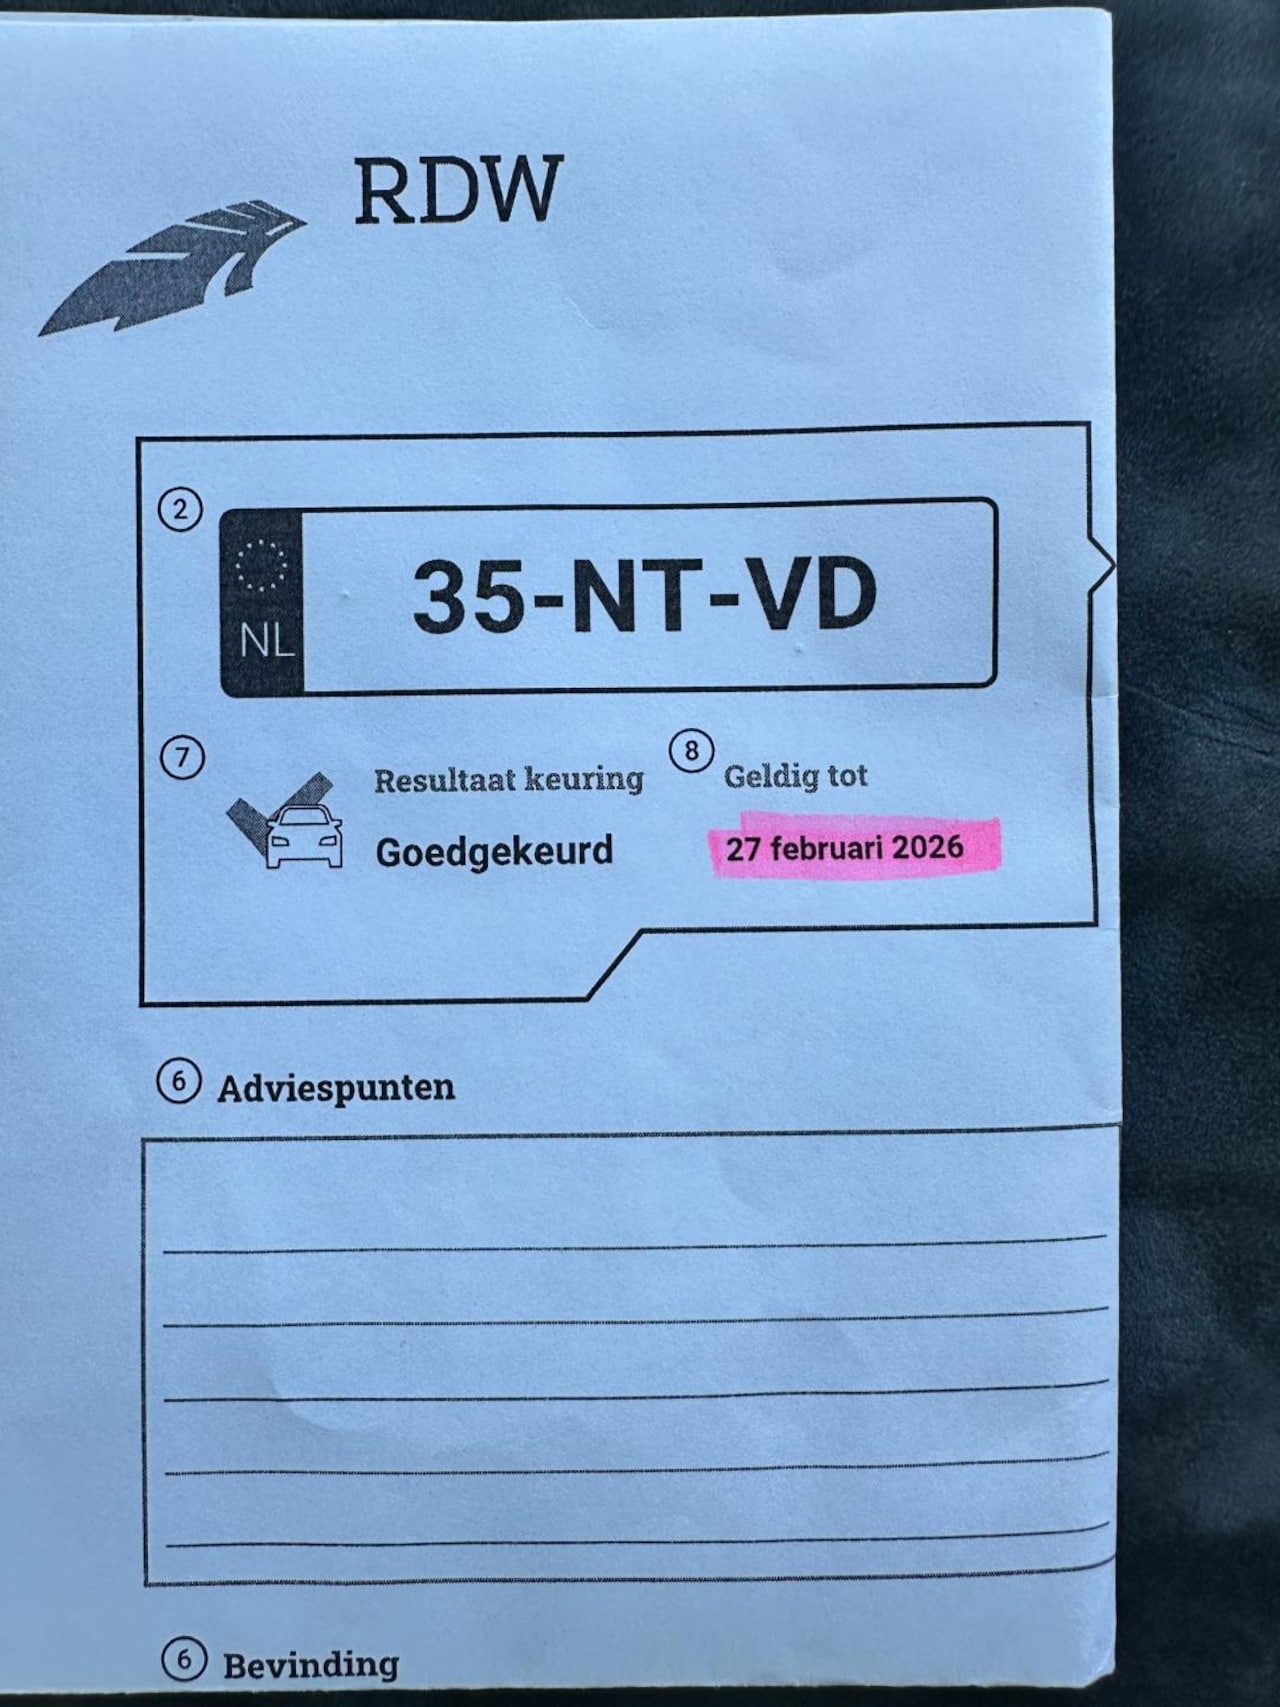 RDW
2
NL
35-NT-VD
7
Resultaat keuring
8
Geldig tot
Goedgekeurd
27 februari 2026
6 Adviespunten
6 Bevinding